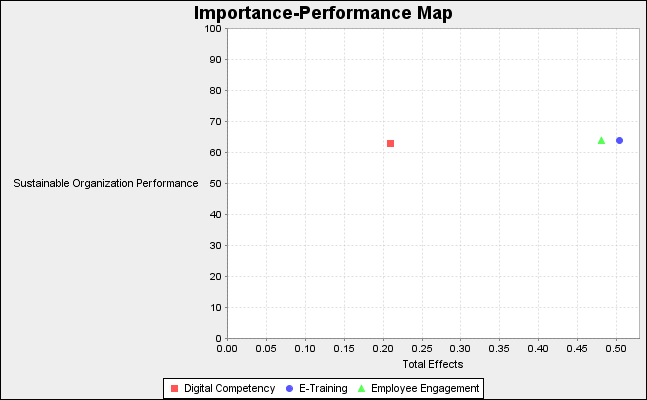 Importance-Performance Map
100
90
80
70
60
Sustainable Organization Performance
50
40
30
20
10
0
0.00 0.05 0.10 0.15 0.20 0.25 0.30 0.35 0.40 0.45 0.50
Total Effects
Digital Competency E-Training Employee Engagement